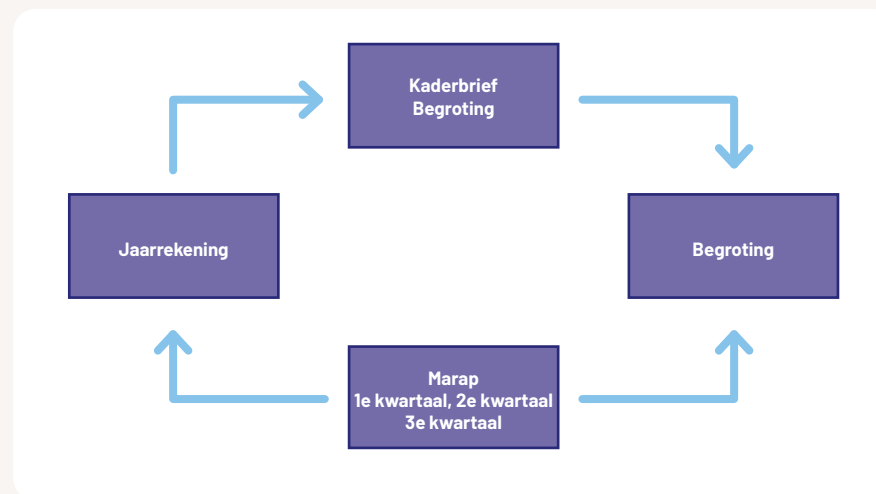 Kaderbrief
Begroting
Jaarrekening
Begroting
Marap
1e kwartaal, 2e kwartaal
3e kwartaal